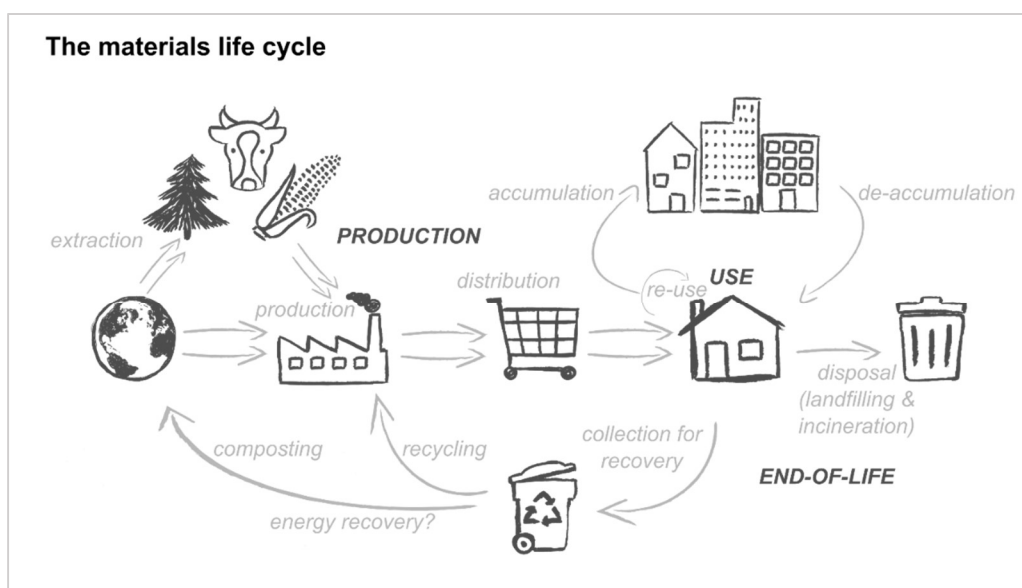 The materials life cycle
accumulation
de-accumulation
extraction
PRODUCTION
distribution
USE
re-use
production
disposal
(landfilling &
incineration)
composting
recycling
collection for
recovery
END-OF-LIFE
energy recovery?